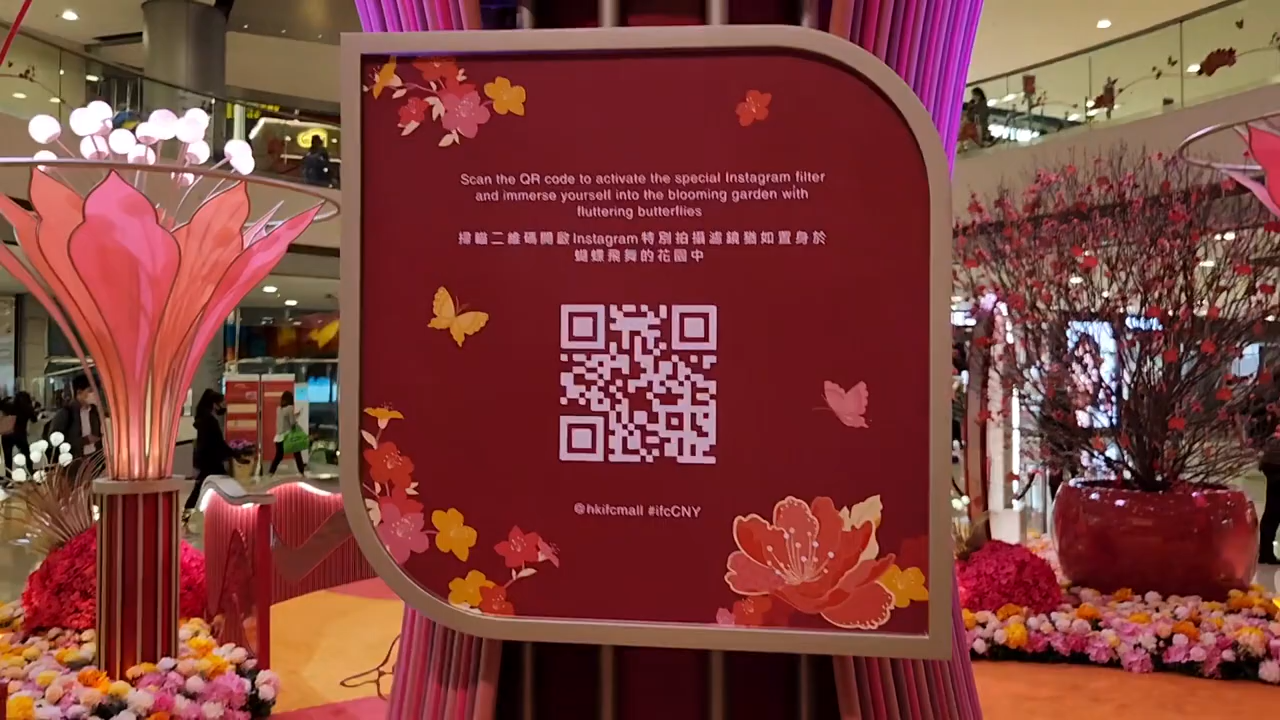 Scan the QR code to activate the special Instagram filter
and immerse yourself into the blooming garden with
fluttering butterflies
掃瞄二維碼開啟Instagram特別拍攝濾鏡猶如置身於
蝴蝶飛舞的花園中
@hkifcmall #ifcCNY